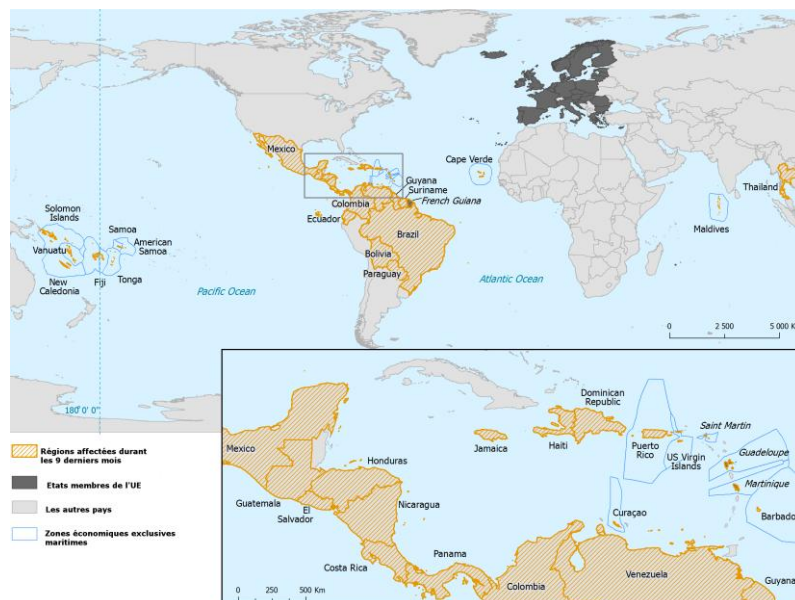 Mexico
Cape Verde
Guyana
Suriname
French Guiana
Colombia
Ecuador
Brazil
Bolivia
Paraguay
Thailand
Maldives
Solomon
Islands
Samoa
American
Samoa
Vanuatu
New
Caledonia
Fiji
Tonga
Pacific Ocean
Atlantic Ocean
0 2 500 5 000 K
180°0' 0"
Régions affectées durant
les 9 derniers mois
Etats membres de l'UE
Les autres pays
Zones économiques exclusives
maritimes
Dominican
Republic
Saint Martin
Mexico
Jamaica
Haiti
Puerto
Rico
US Virgin
Islands
Guadeloupe
Martinique
Honduras
Guatemala
El
Salvador
Nicaragua
Curaçao
Barbado
Costa Rica
Panama
Colombia
Venezuela
Guyana
0 250 500 Km